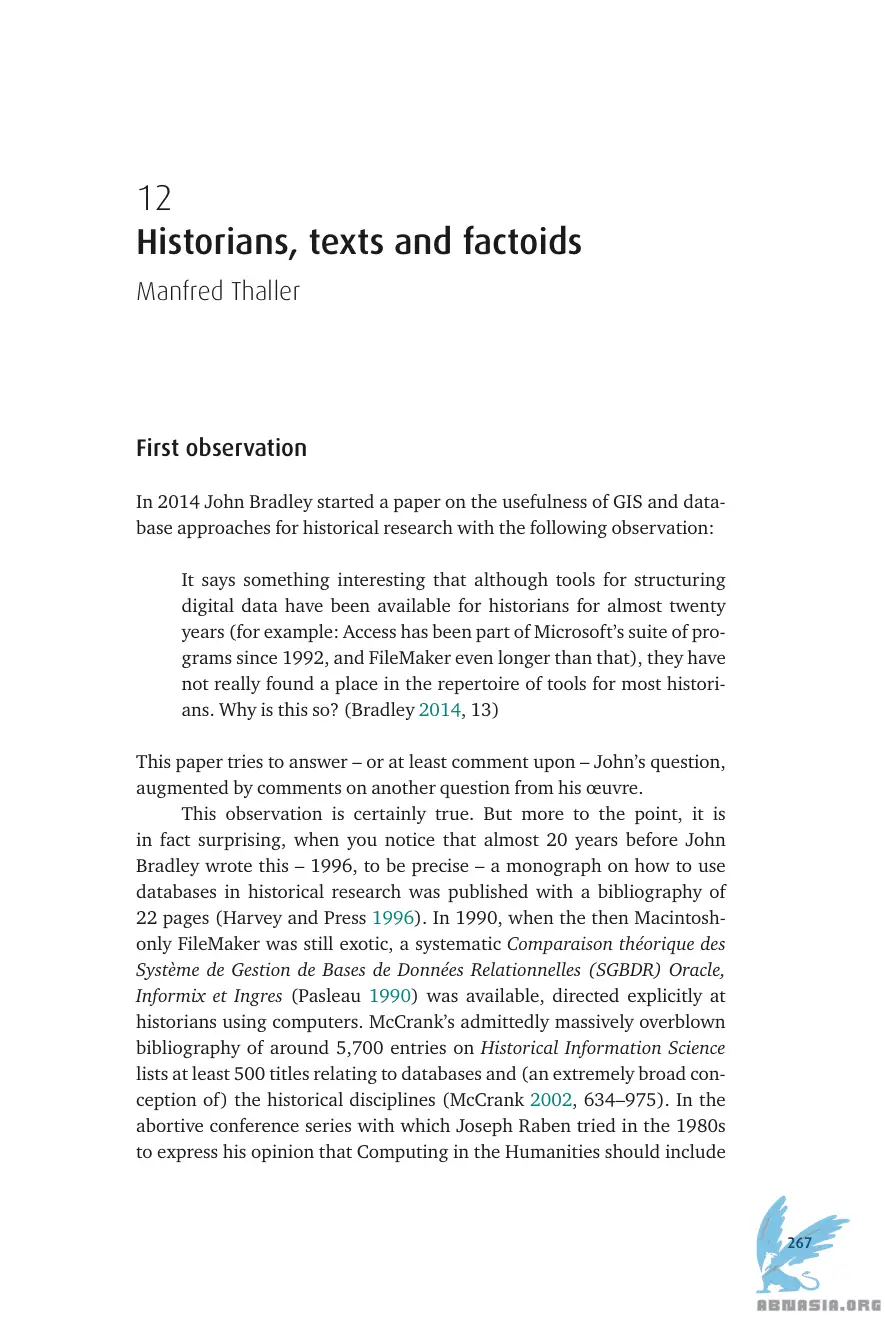 12
Historians, texts and factoids
Manfred Thaller
First observation
In 2014 John Bradley started a paper on the usefulness of GIS and data-
base approaches for historical research with the following observation:
It says something interesting that although tools for structuring
digital data have been available for historians for almost twenty
years (for example: Access has been part of Microsoft’s suite of pro-
grams since 1992, and FileMaker even longer than that), they have
not really found a place in the repertoire of tools for most histori-
ans. Why is this so? (Bradley 2014, 13)
This paper tries to answer – or at least comment upon – John’s question,
augmented by comments on another question from his œuvre.
This observation is certainly true. But more to the point, it is
in fact surprising, when you notice that almost 20 years before John
Bradley wrote this – 1996, to be precise – a monograph on how to use
databases in historical research was published with a bibliography of
22 pages (Harvey and Press 1996). In 1990, when the then Macintosh-
only FileMaker was still exotic, a systematic Comparaison théorique des
Système de Gestion de Bases de Données Relationnelles (SGBDR) Oracle,
Informix et Ingres (Pasleau 1990) was available, directed explicitly at
historians using computers. McCrank’s admittedly massively overblown
bibliography of around 5,700 entries on Historical Information Science
lists at least 500 titles relating to databases and (an extremely broad con-
ception of) the historical disciplines (McCrank 2002, 634–975). In the
abortive conference series with which Joseph Raben tried in the 1980s
to express his opinion that Computing in the Humanities should include
267
ABNASIA.ORG